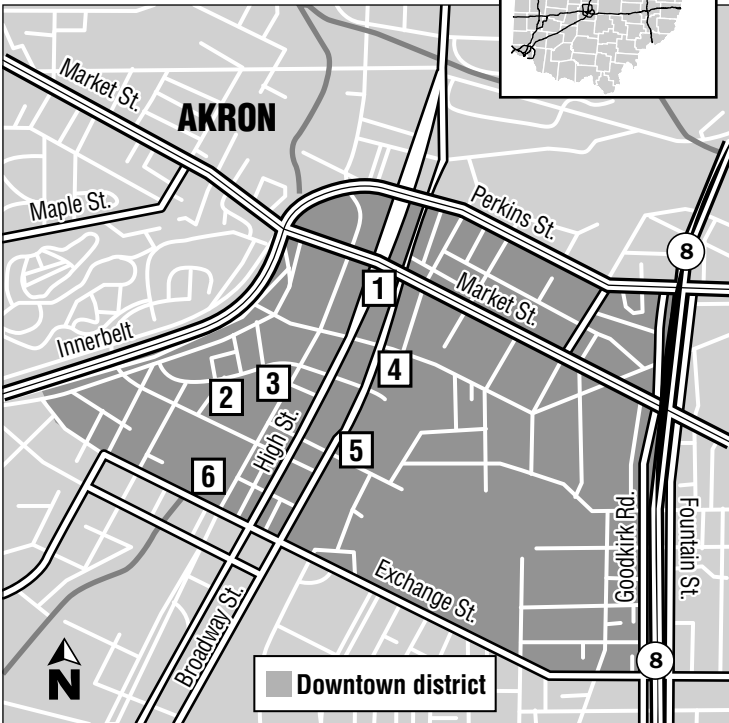 Market St.
AKRON
Maple St.
Perkins St.
8
1
Market St.
Innerbelt
4
2
3
High St.
5
6
Goodkirk Rd.
Fountain St.
Exchange St.
Broadway St.
8
N
Downtown district